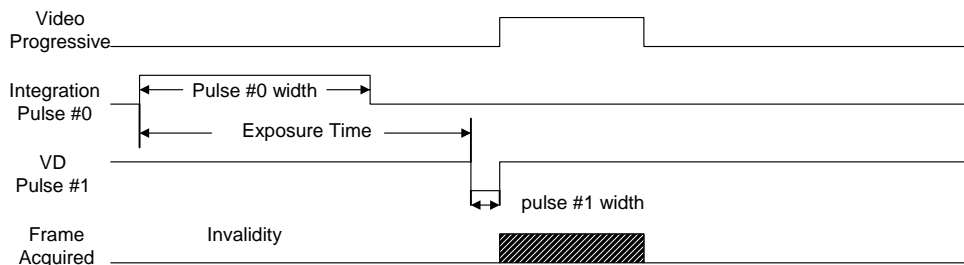 Video
Progressive
Integration
Pulse #0
Pulse #0 width
Exposure Time
VD
Pulse #1
pulse #1 width
Frame
Acquired
Invalidity